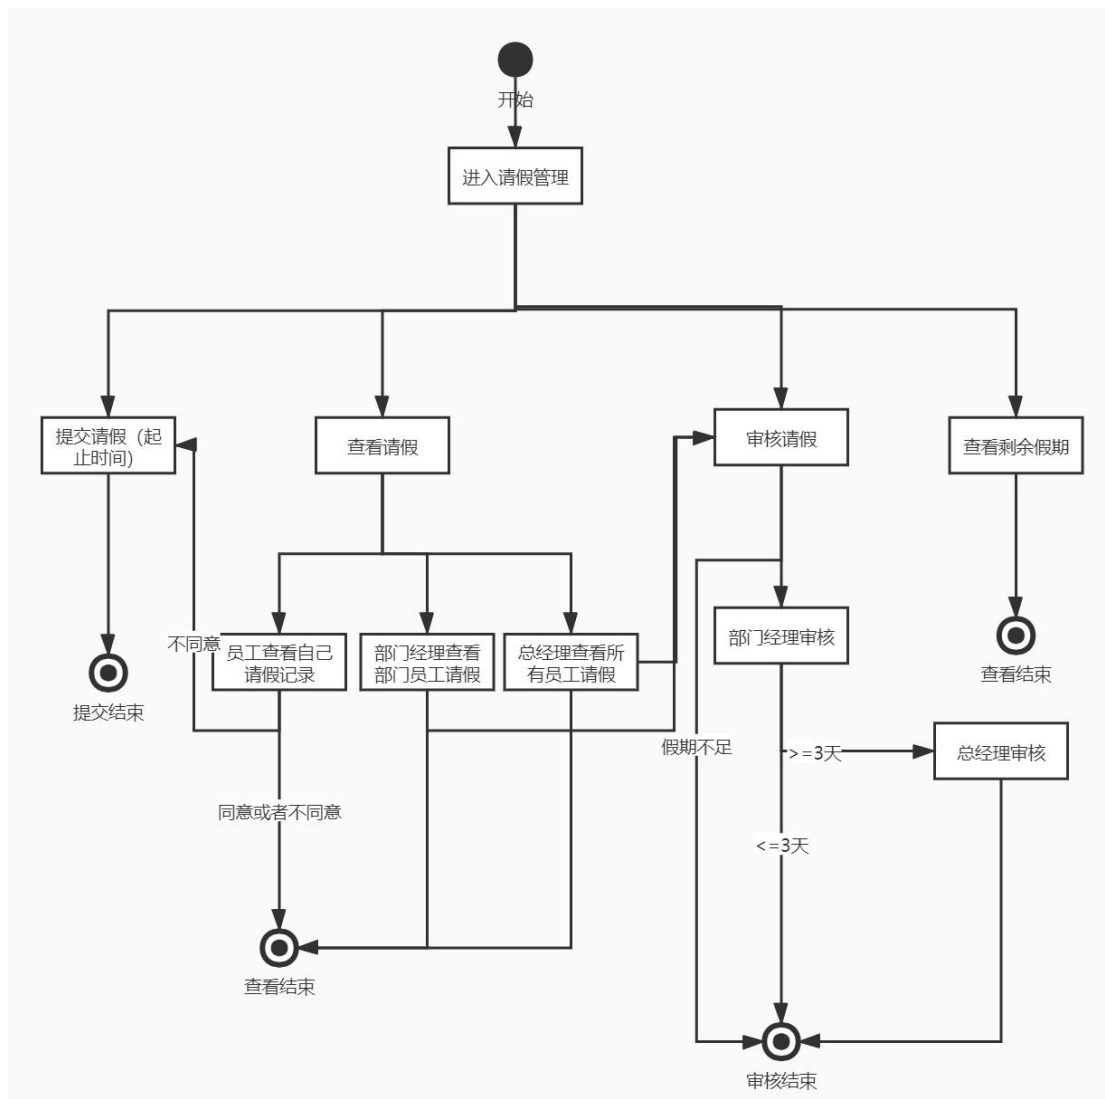 开始
进入请假管理
提交请假（起
止时间）
查看请假
审核请假
查看剩余假期
不同意
员工查看自己
请假记录
部门经理查看
部门员工请假
总经理查看所
有员工请假
部门经理审核
查看结束
提交结束
假期不足
>=3天
总经理审核
同意或者不同意
<=3天
查看结束
审核结束